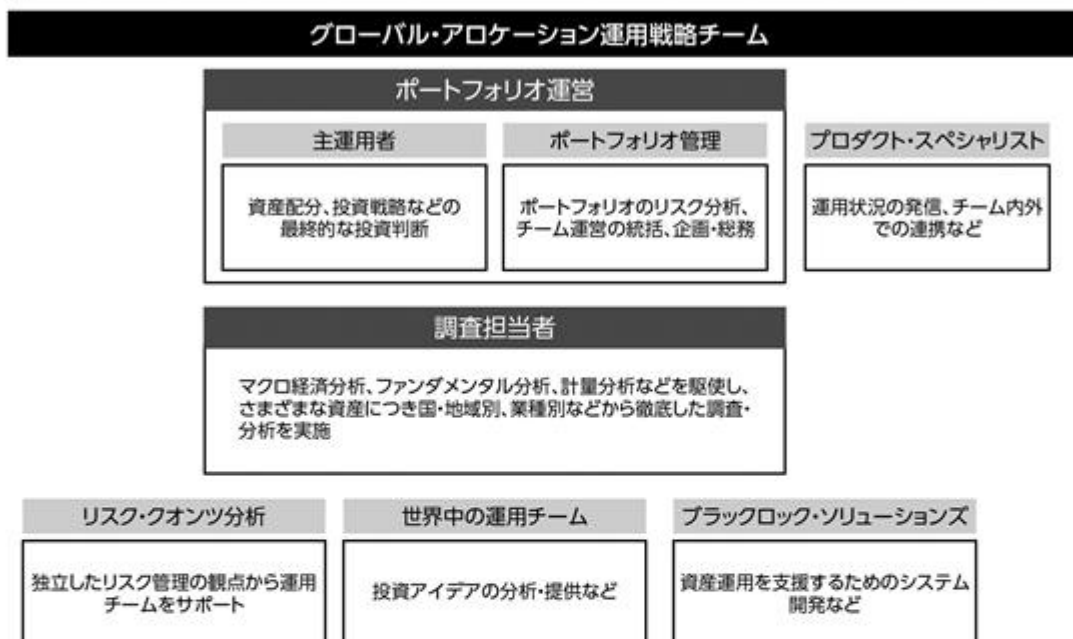 グローバル・アロケーション運用戦略チーム
ポートフォリオ運営
主運用者
資産配分、投資戦略などの
最終的な投資判断
ポートフォリオ管理
ポートフォリオのリスク分析、
チーム運営の統括、企画・総務
プロダクト・スペシャリスト
運用状況の発信、チーム内外
での連携など
調査担当者
マクロ経済分析、ファンダメンタル分析、計量分析などを駆使し、
さまざまな資産につき国・地域別、業種別などから徹底した調査・
分析を実施
リスク・クオンツ分析
独立したリスク管理の観点から運用
チームをサポート
世界中の運用チーム
投資アイデアの分析・提供など
ブラックロック・ソリューションズ
資産運用を支援するためのシステム
開発など